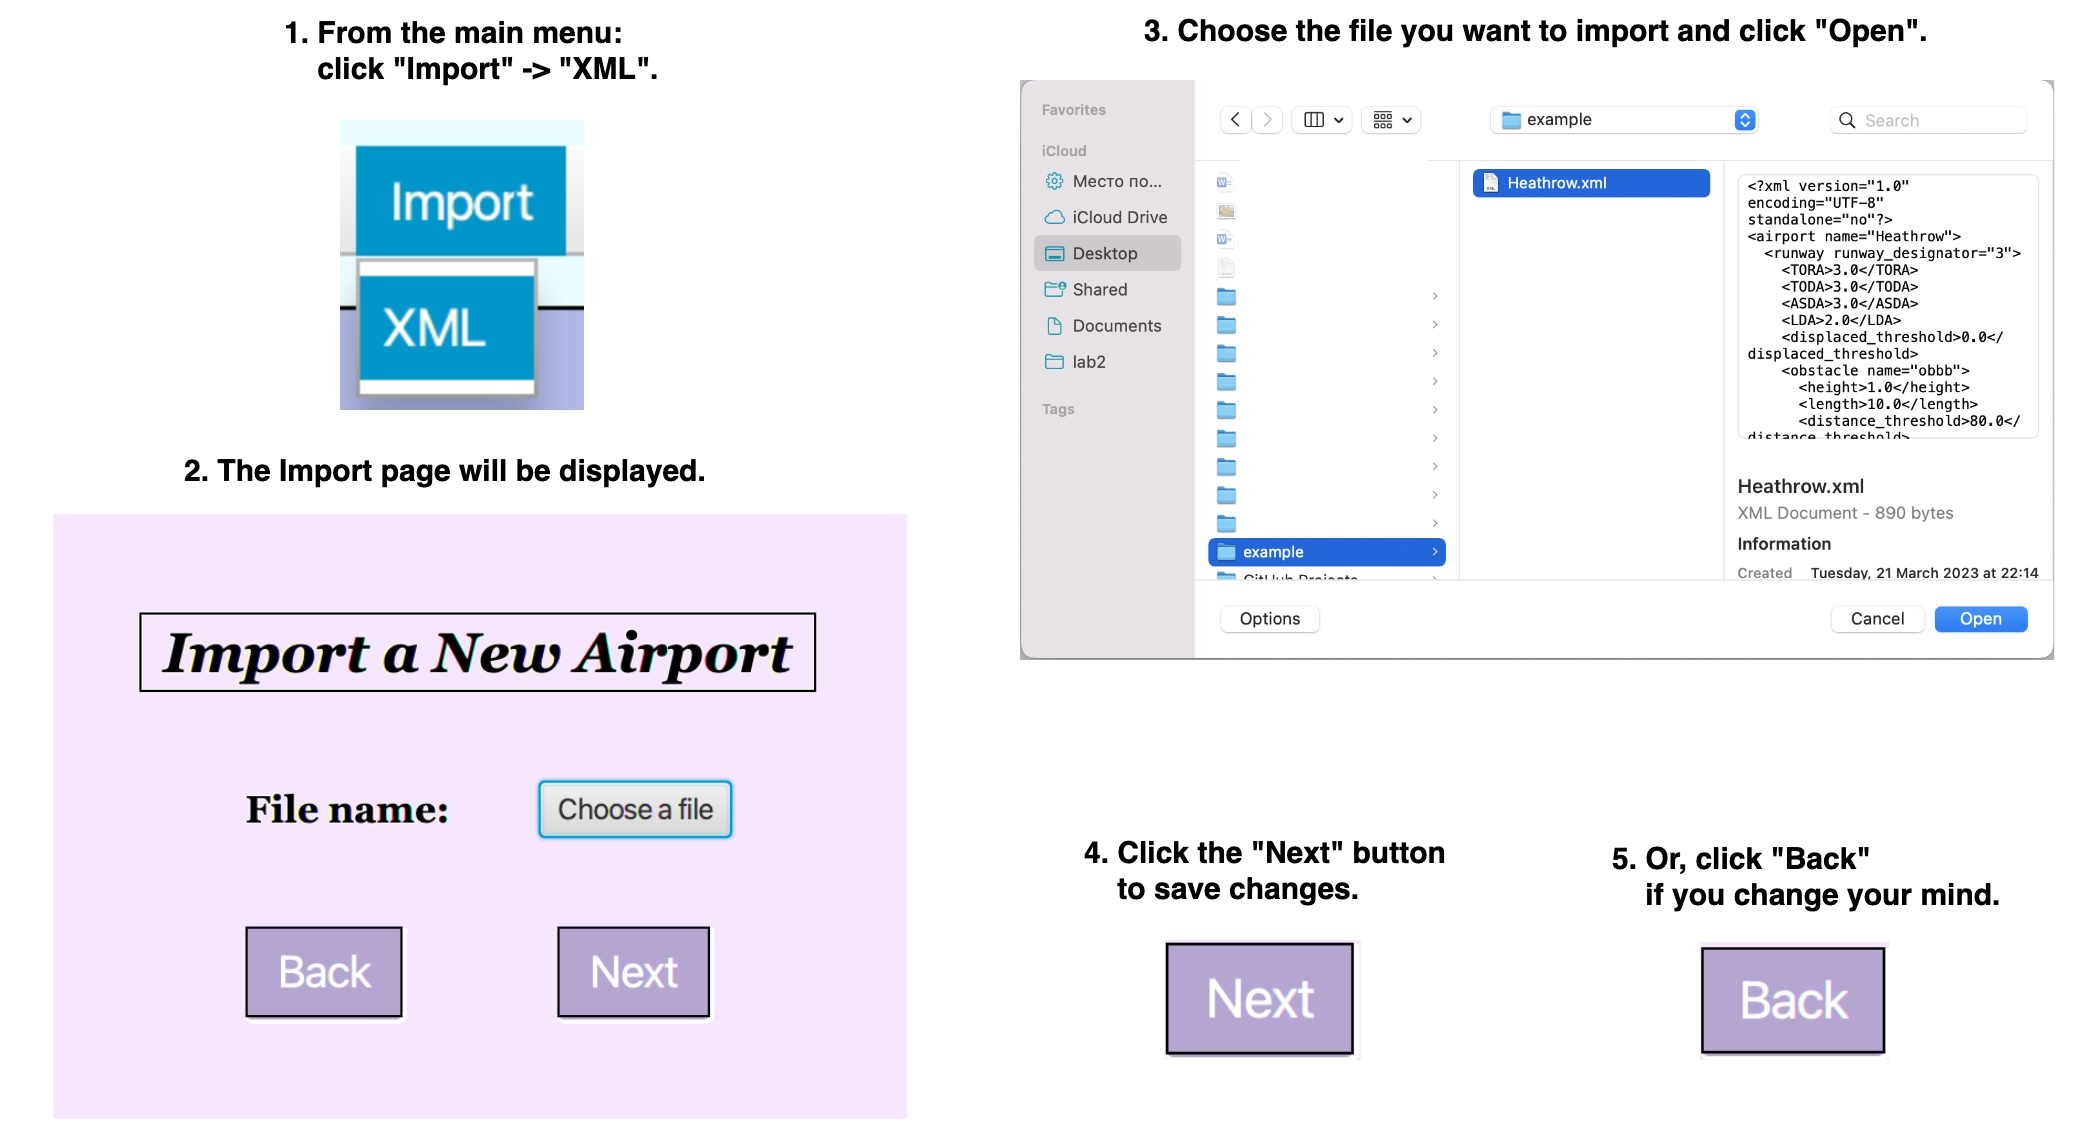 1. From the main menu:
click "Import" -> "XML".
Import
XML
2. The Import page will be displayed.
Import a New Airport
File name:
Choose a file
Back
Next
3. Choose the file you want to import and click "Open".
Favorites
iCloud
Место по...
iCloud Drive
Desktop
Shared
Documents
lab2
Tags
example
Search
example
GitHub Projects
Heathrow.xml
<?xml version="1.0"
encoding="UTF-8"
standalone="no"?>
<airport name="Heathrow">
<runway runway_designator="3">
<TORA>3.0</TORA>
<TODA>3.0</TODA>
<ASDA>3.0</ASDA>
<LDA>2.0</LDA>
<displaced_threshold>0.0</
displaced_threshold>
<obstacle name="obbb">
<height>1.0</height>
<length>10.0</length>
<distance_threshold>80.0</
distance_threshold>
Heathrow.xml
XML Document - 890 bytes
Information
Created Tuesday, 21 March 2023 at 22:14
Options
Cancel
Open
4. Click the "Next" button
to save changes.
Next
5. Or, click "Back"
if you change your mind.
Back